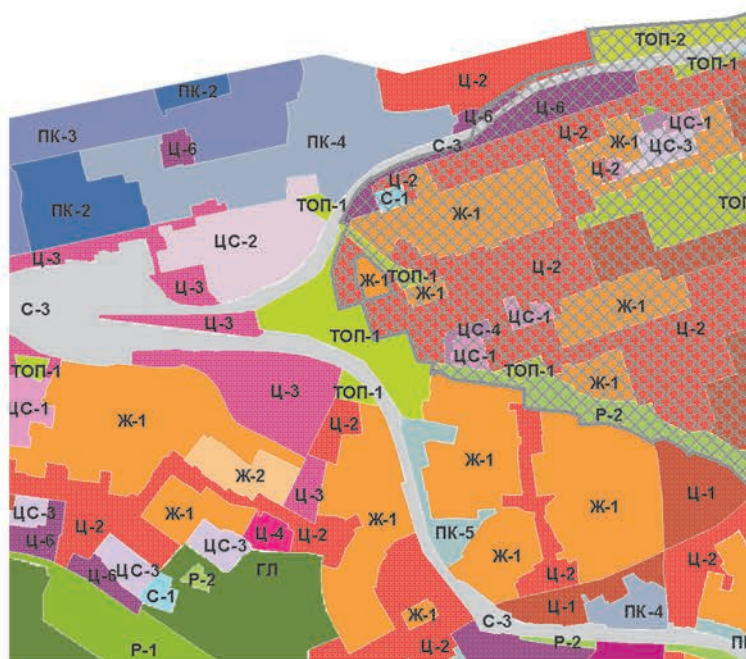 ТОП-2
ТОП-1
Ц-2
ПК-2
Ц-6
Ц-6
ЦС-1
Ж-1
Ц-2
ПК-3
ПК-4
С-3
ЦС-3
Ц-6
Ц-2
Ц-2
С-1
ПК-2
ТОП-1
Ж-1
ЦС-2
Ц-3
Ц-2
ТОП-1
Ж-1
Ц-3
Ж-1
С-3
Ж-1
ЦС-1
Ц-3
ЦС-4
Ц-2
ТОП-1
ЦС-1
ТОП-1
ТОП-1
Ж-1
Ц-3
ТОП-1
ЦС-1
Р-2
Ж-1
Ц-2
Ж-1
Ж-2
Ц-3
Ц-1
ЦС-3
Ж-1
Ж-1
Ц-2
Ц-4
Ц-2
Ж-1
ПК-5
Ц-6
ЦС-3
Ж-1
Ц-2
ЦС-3
ГЛ
Ц-2
Ц-6
Р-2
С-1
Ж-1
Ц-1
ПК-4
С-3
Р-1
Ц-2
Р-2